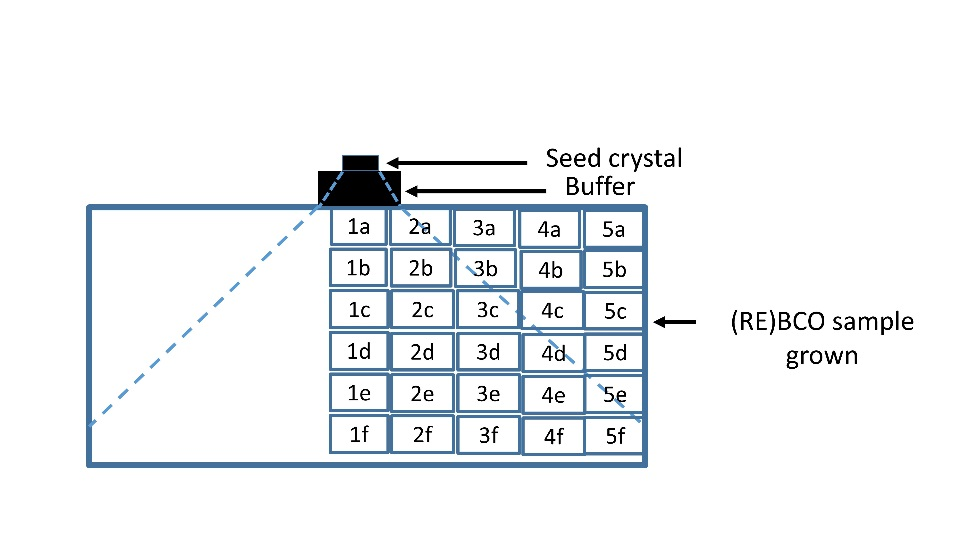 Seed crystal
Buffer
1a 2a 3a 4a 5a
1b 2b 3b 4b 5b
1c 2c 3c 4c 5c
1d 2d 3d 4d 5d
1e 2e 3e 4e 5e
1f 2f 3f 4f 5f
(RE)BCO sample
grown